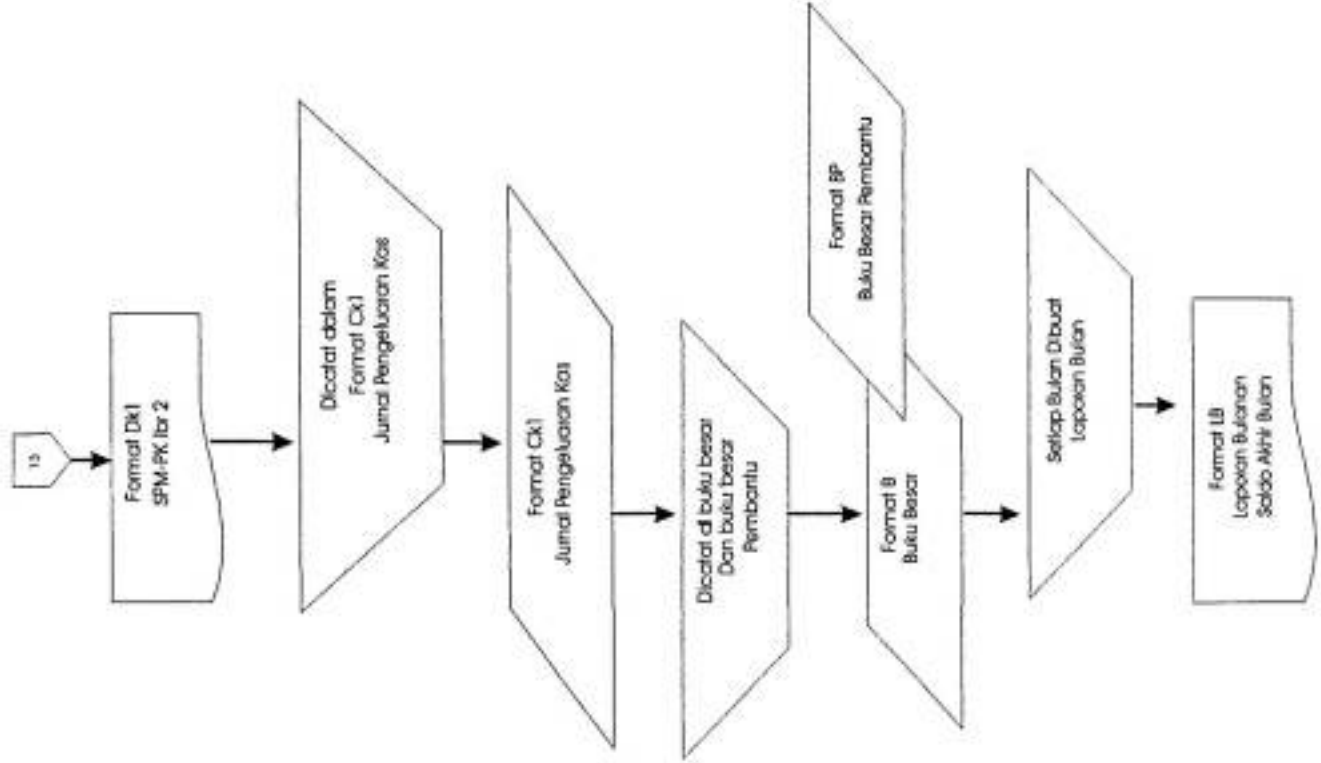 13
Format Dk1
SPM-PK lbr 2
Dicatat dalam
Format Ck1
Jurnal Pengeluaran Kas
Format Ck1
Jurnal Pengeluaran Kas
Dicatat di buku besar
Dan buku besar
Pembantu
Format B
Buku Besar
Format BP
Buku Besar Pembantu
Setiap Bulan Dibuat
Laporan Bulan
Format LB
Laporan Bulanan
Saldo Akhir Bulan